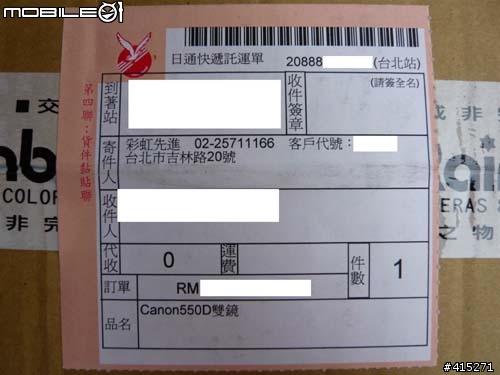 MOBILE01
日通快遞託運單
20888 (台北站)
到著站
收件簽章
(請簽全名)
寄件人
彩虹先進 02-25711166 客戶代號:
台北市吉林路20號
收件人
代收 0 運費 件數 1
訂單 RM
品名 Canon550D雙鏡
第四聯:貨件黏貼聯
交
COLOR
非 完
ERAS &
之 物
#415271